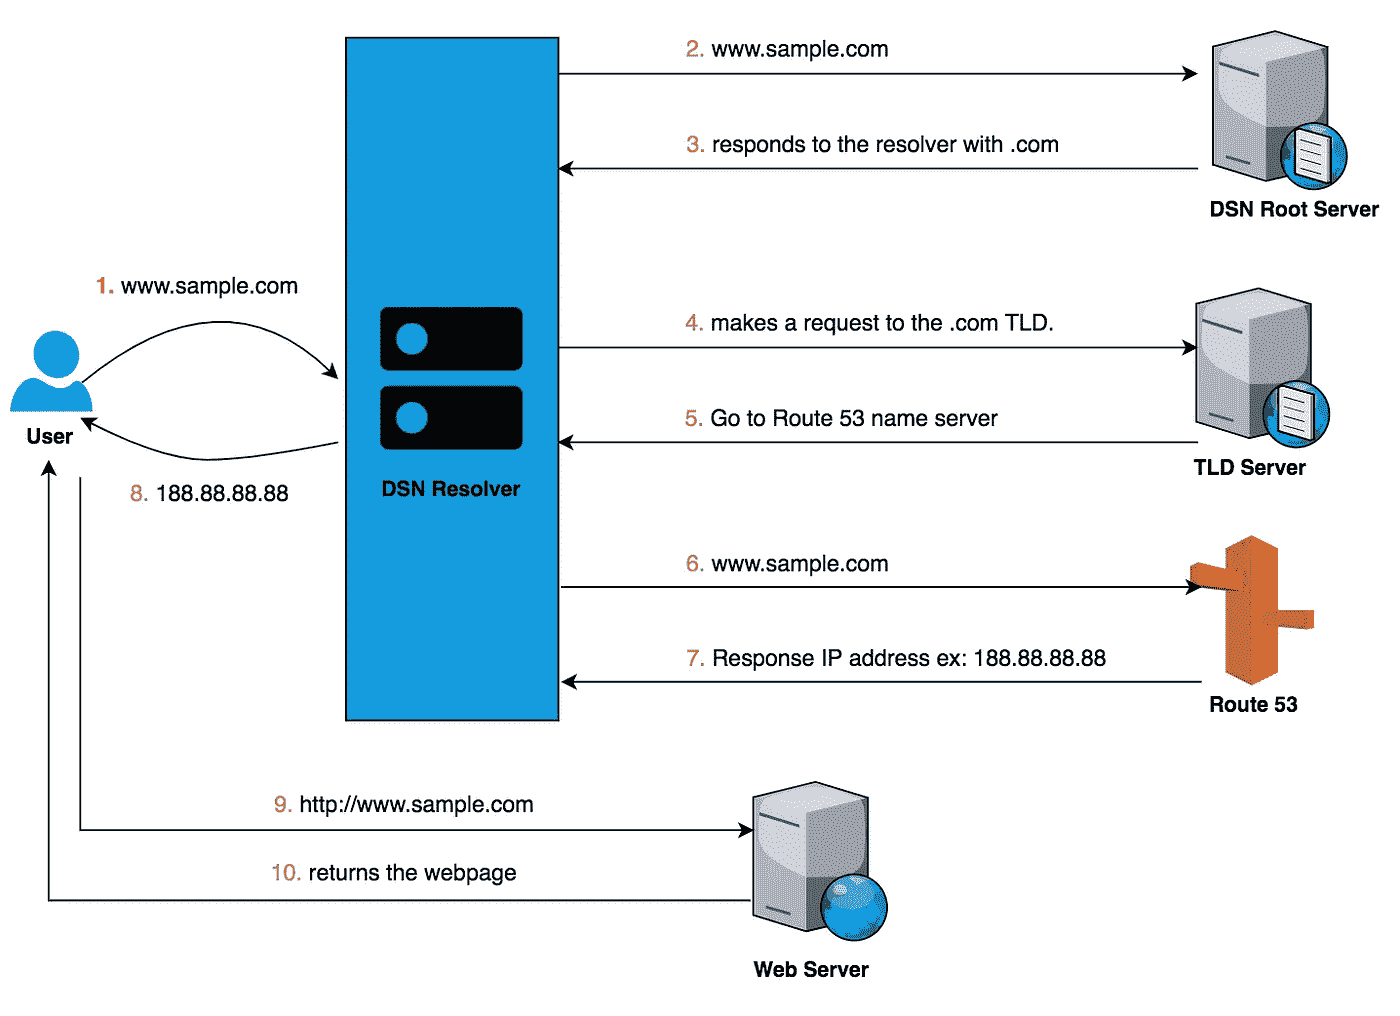 2. www.sample.com
3. responds to the resolver with .com
DSN Root Server
1. www.sample.com
User
8. 188.88.88.88
DSN Resolver
4. makes a request to the .com TLD.
5. Go to Route 53 name server
TLD Server
6. www.sample.com
7. Response IP address ex: 188.88.88.88
Route 53
9. http://www.sample.com
10. returns the webpage
Web Server